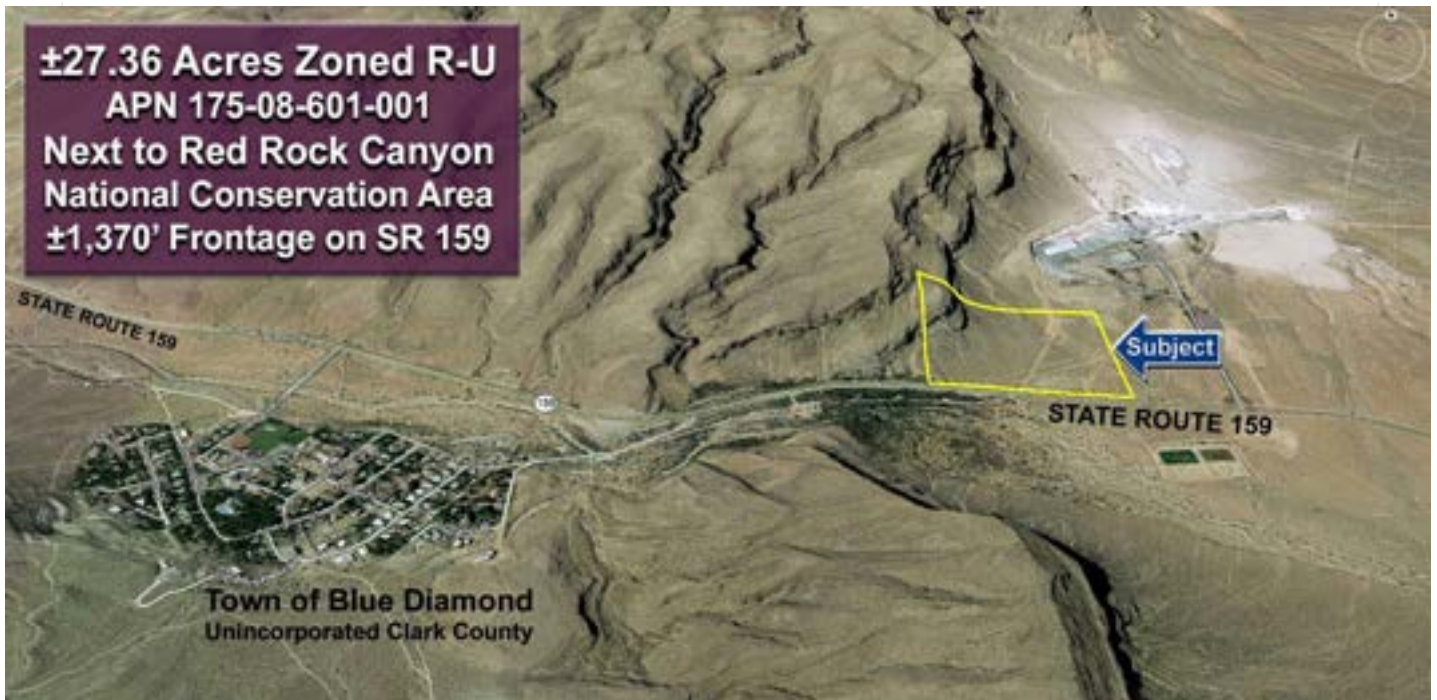 ±27.36 Acres Zoned R-U
APN 175-08-601-001
Next to Red Rock Canyon
National Conservation Area
±1,370’ Frontage on SR 159
STATE ROUTE 159
Subject
STATE ROUTE 159
Town of Blue Diamond
Unincorporated Clark County